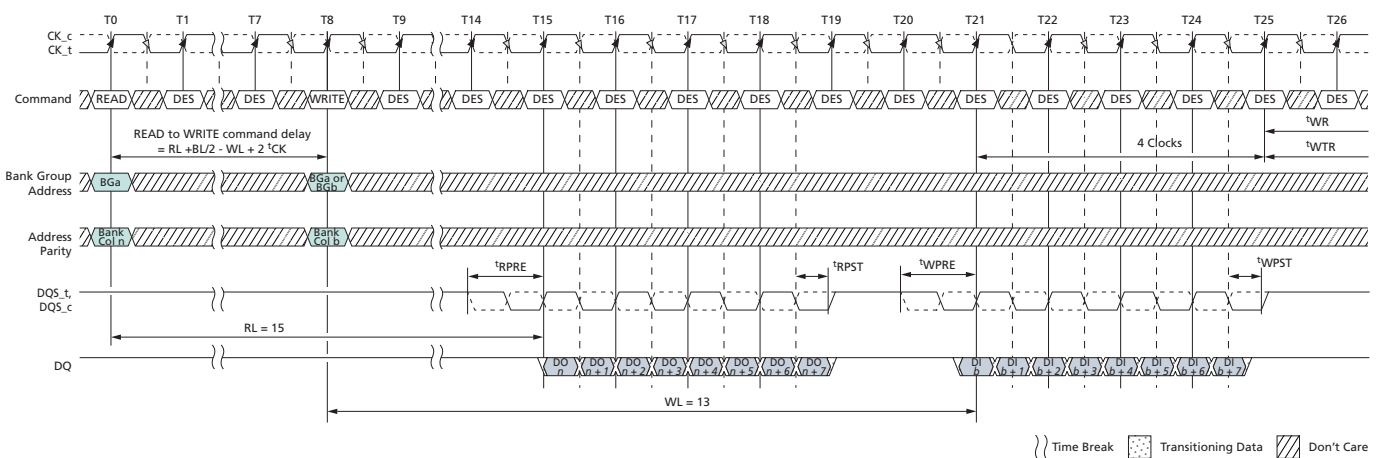 T0 T1 T7 T8 T9 T14 T15 T16 T17 T18 T19 T20 T21 T22 T23 T24 T25 T26
CK_c
CK_t
Command READ DES DES WRITE DES DES DES DES DES DES DES DES DES DES DES DES DES DES
READ to WRITE command delay
= RL +BL/2 - WL + 2 tCK
tWR
4 Clocks
tWTR
Bank Group
Address
BGa
BGa or
BGb
Address
Parity
Bank
Col n
Bank
Col b
tRPRE
tRPST
tWPRE
tWPST
DQS_t,
DQS_c
RL = 15
DQ
DO
n
DO
n + 1
DO
n + 2
DO
n + 3
DO
n + 4
DO
n + 5
DO
n + 6
DO
n + 7
DI
b
DI
b + 1
DI
b + 2
DI
b + 3
DI
b + 4
DI
b + 5
DI
b + 6
DI
b + 7
WL = 13
Time Break Transitioning Data Don't Care